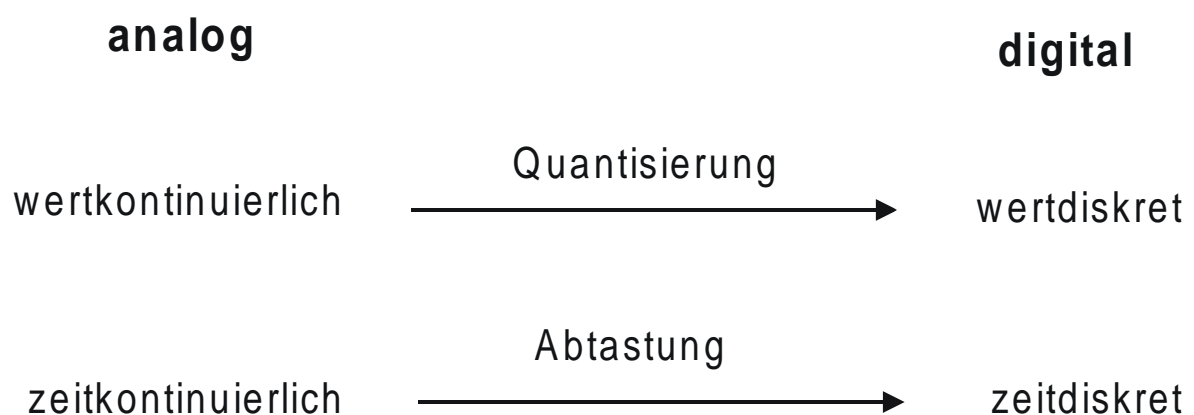 analog
digital
Quantisierung
wertkontinuierlich
wertdiskret
Abtastung
zeitkontinuierlich
zeitdiskret